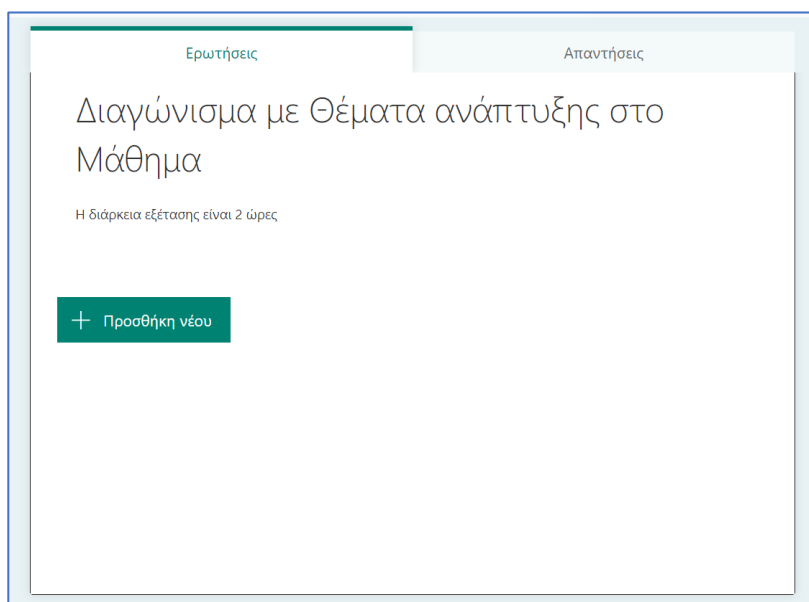 Ερωτήσεις
Απαντήσεις
Διαγώνισμα με Θέματα ανάπτυξης στο
Μάθημα
Η διάρκεια εξέτασης είναι 2 ώρες
Προσθήκη νέου